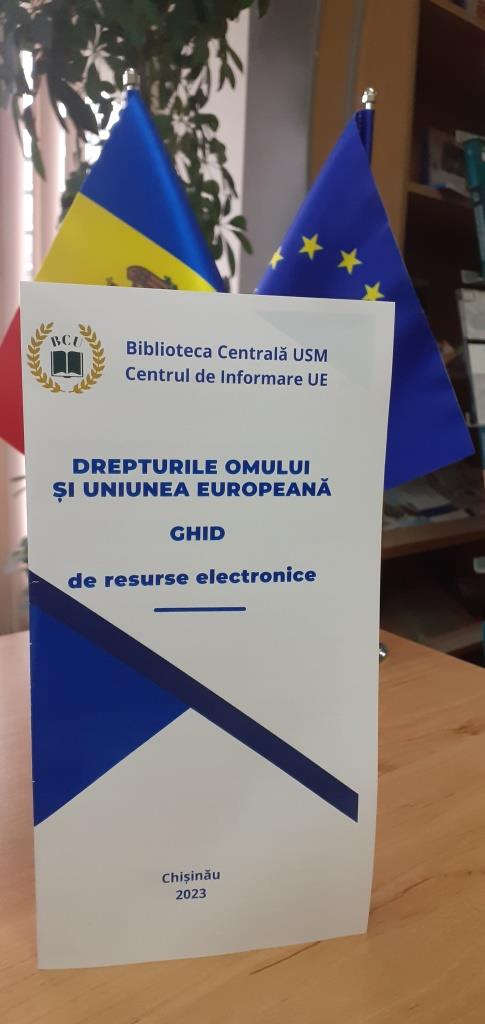 BCU
Biblioteca Centrală USM
Centrul de Informare UE
DREPTURILE OMULUI
ȘI UNIUNEA EUROPEANĂ
GHID
de resurse electronice
Chișinău
2023